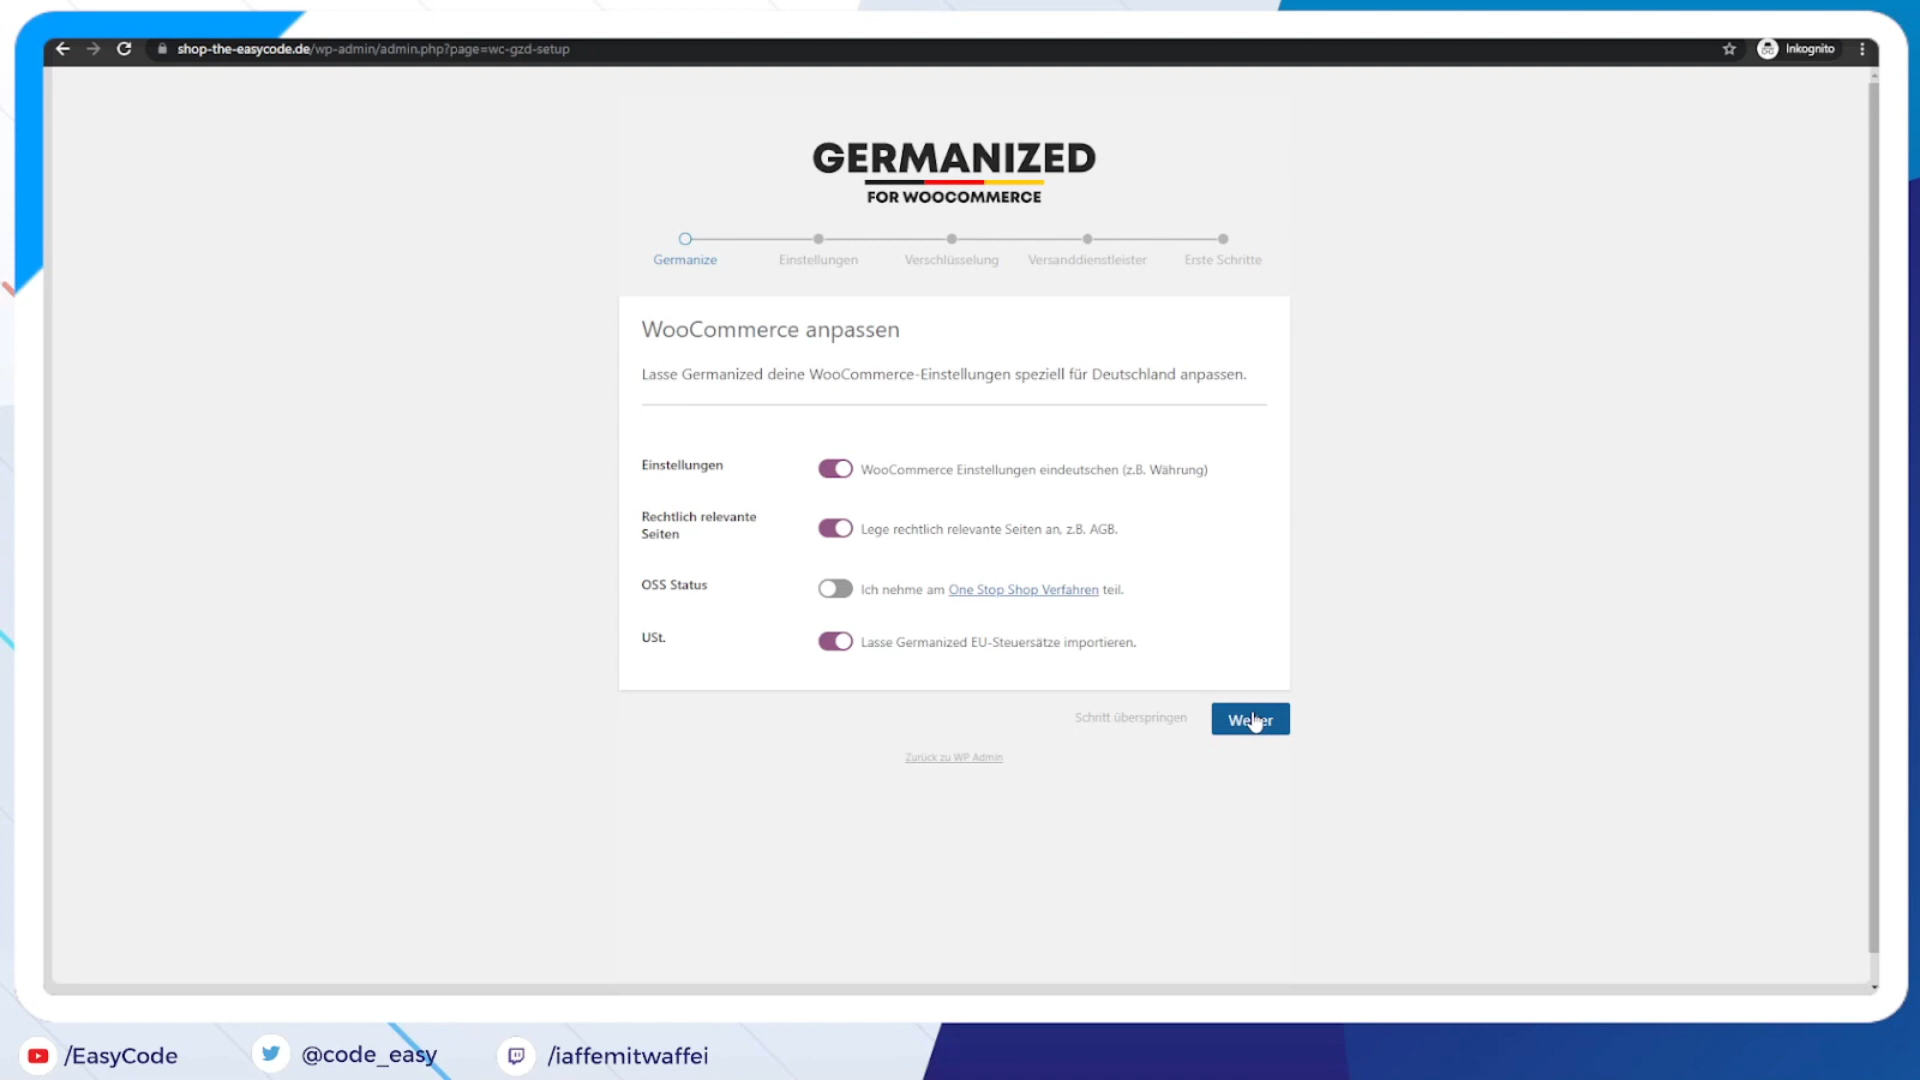 shop-the-easycode.de/wp-admin/admin.php?page=wc-gzd-setup
Inkognito
GERMANIZED
FOR WOOCOMMERCE
Germanize
Einstellungen
Verschlüsselung
Versanddienstleister
Erste Schritte
WooCommerce anpassen
Lasse Germanized deine WooCommerce-Einstellungen speziell für Deutschland anpassen.
Einstellungen
WooCommerce Einstellungen eindeutschen (z.B. Währung)
Rechtlich relevante
Seiten
Lege rechtlich relevante Seiten an, z.B. AGB.
OSS Status
Ich nehme am One Stop Shop Verfahren teil.
USt.
Lasse Germanized EU-Steuersätze importieren.
Schritt überspringen
Weiter
Zurück zu WP Admin
/EasyCode
@code_easy
/iaffemitwaffei